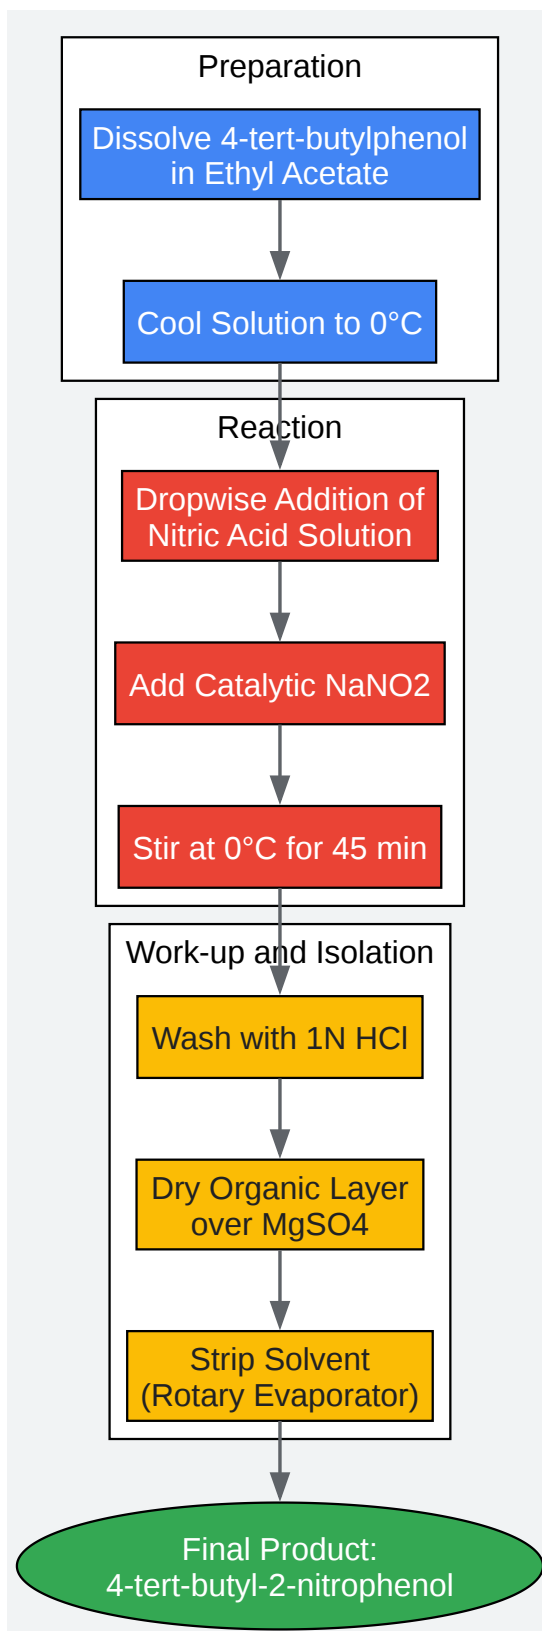 Preparation
Dissolve 4-tert-butylphenol
in Ethyl Acetate
Cool Solution to 0°C
Reaction
Dropwise Addition of
Nitric Acid Solution
Add Catalytic NaNO2
Stir at 0°C for 45 min
Work-up and Isolation
Wash with 1N HCl
Dry Organic Layer
over MgSO4
Strip Solvent
(Rotary Evaporator)
Final Product:
4-tert-butyl-2-nitrophenol